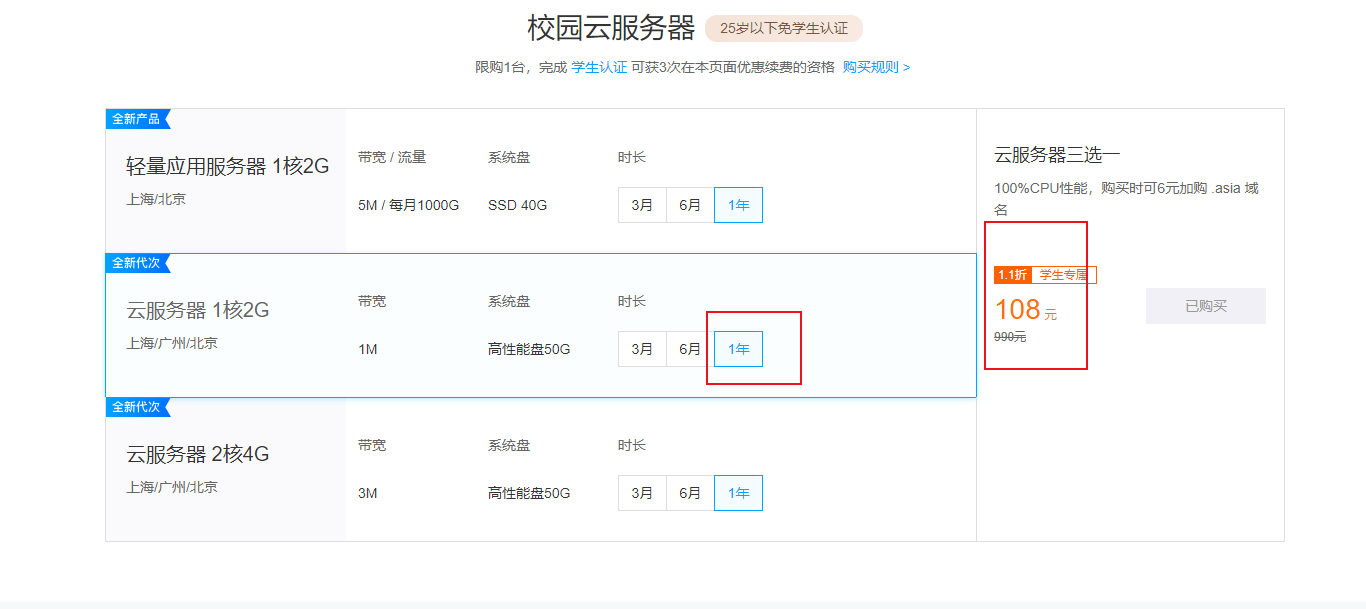 校园云服务器 25岁以下免学生认证
限购1台，完成 学生认证 可获3次在本页面优惠续费的资格 购买规则 >
全新产品
轻量应用服务器 1核2G
上海/北京
带宽 / 流量 系统盘 时长
5M / 每月1000G SSD 40G 3月 6月 1年
全新代次
云服务器 1核2G
上海/广州/北京
带宽 系统盘 时长
1M 高性能盘50G 3月 6月 1年
全新代次
云服务器 2核4G
上海/广州/北京
带宽 系统盘 时长
3M 高性能盘50G 3月 6月 1年
云服务器三选一
100%CPU性能，购买时可6元加购 .asia 域
名
1.1折 学生专属
108 元
990元
已购买